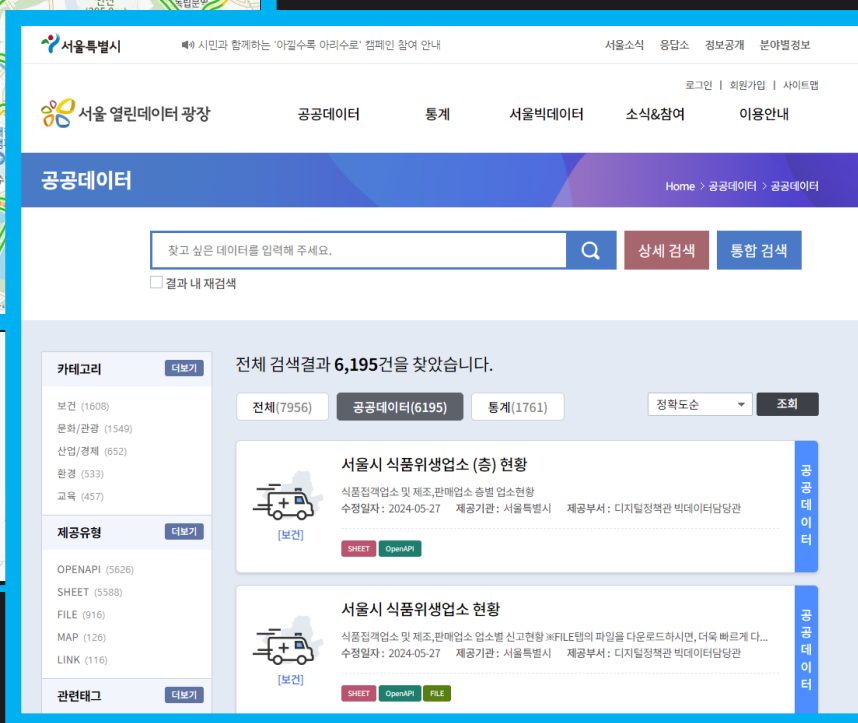 서울특별시
시민과 함께하는 '아낄수록 아리수로' 캠페인 참여 안내
서울소식 응답소 정보공개 분야별정보
로그인 | 회원가입 | 사이트맵
서울 열린데이터 광장
공공데이터 통계 서울빅데이터 소식&참여 이용안내
공공데이터
Home > 공공데이터 > 공공데이터
찾고 싶은 데이터를 입력해 주세요.
상세 검색
통합 검색
결과 내 재검색
카테고리 더보기
보건 (1608)
문화/관광 (1549)
산업/경제 (652)
환경 (533)
교육 (457)
제공유형 더보기
OPENAPI (5626)
SHEET (5588)
FILE (916)
MAP (126)
LINK (116)
관련태그 더보기
전체 검색결과 6,195건을 찾았습니다.
전체(7956) 공공데이터(6195) 통계(1761)
정확도순 조회
서울시 식품위생업소 (층) 현황
식품접객업소 및 제조,판매업소 층별 업소현황
수정일자 : 2024-05-27 제공기관 : 서울특별시 제공부서 : 디지털정책관 빅데이터담당관
[보건]
SHEET OpenAPI
공공데이터
서울시 식품위생업소 현황
식품접객업소 및 제조,판매업소 업소별 신고현황 ※FILE탭의 파일을 다운로드하시면, 더욱 빠르게 다...
수정일자 : 2024-05-27 제공기관 : 서울특별시 제공부서 : 디지털정책관 빅데이터담당관
[보건]
SHEET OpenAPI FILE
공공데이터